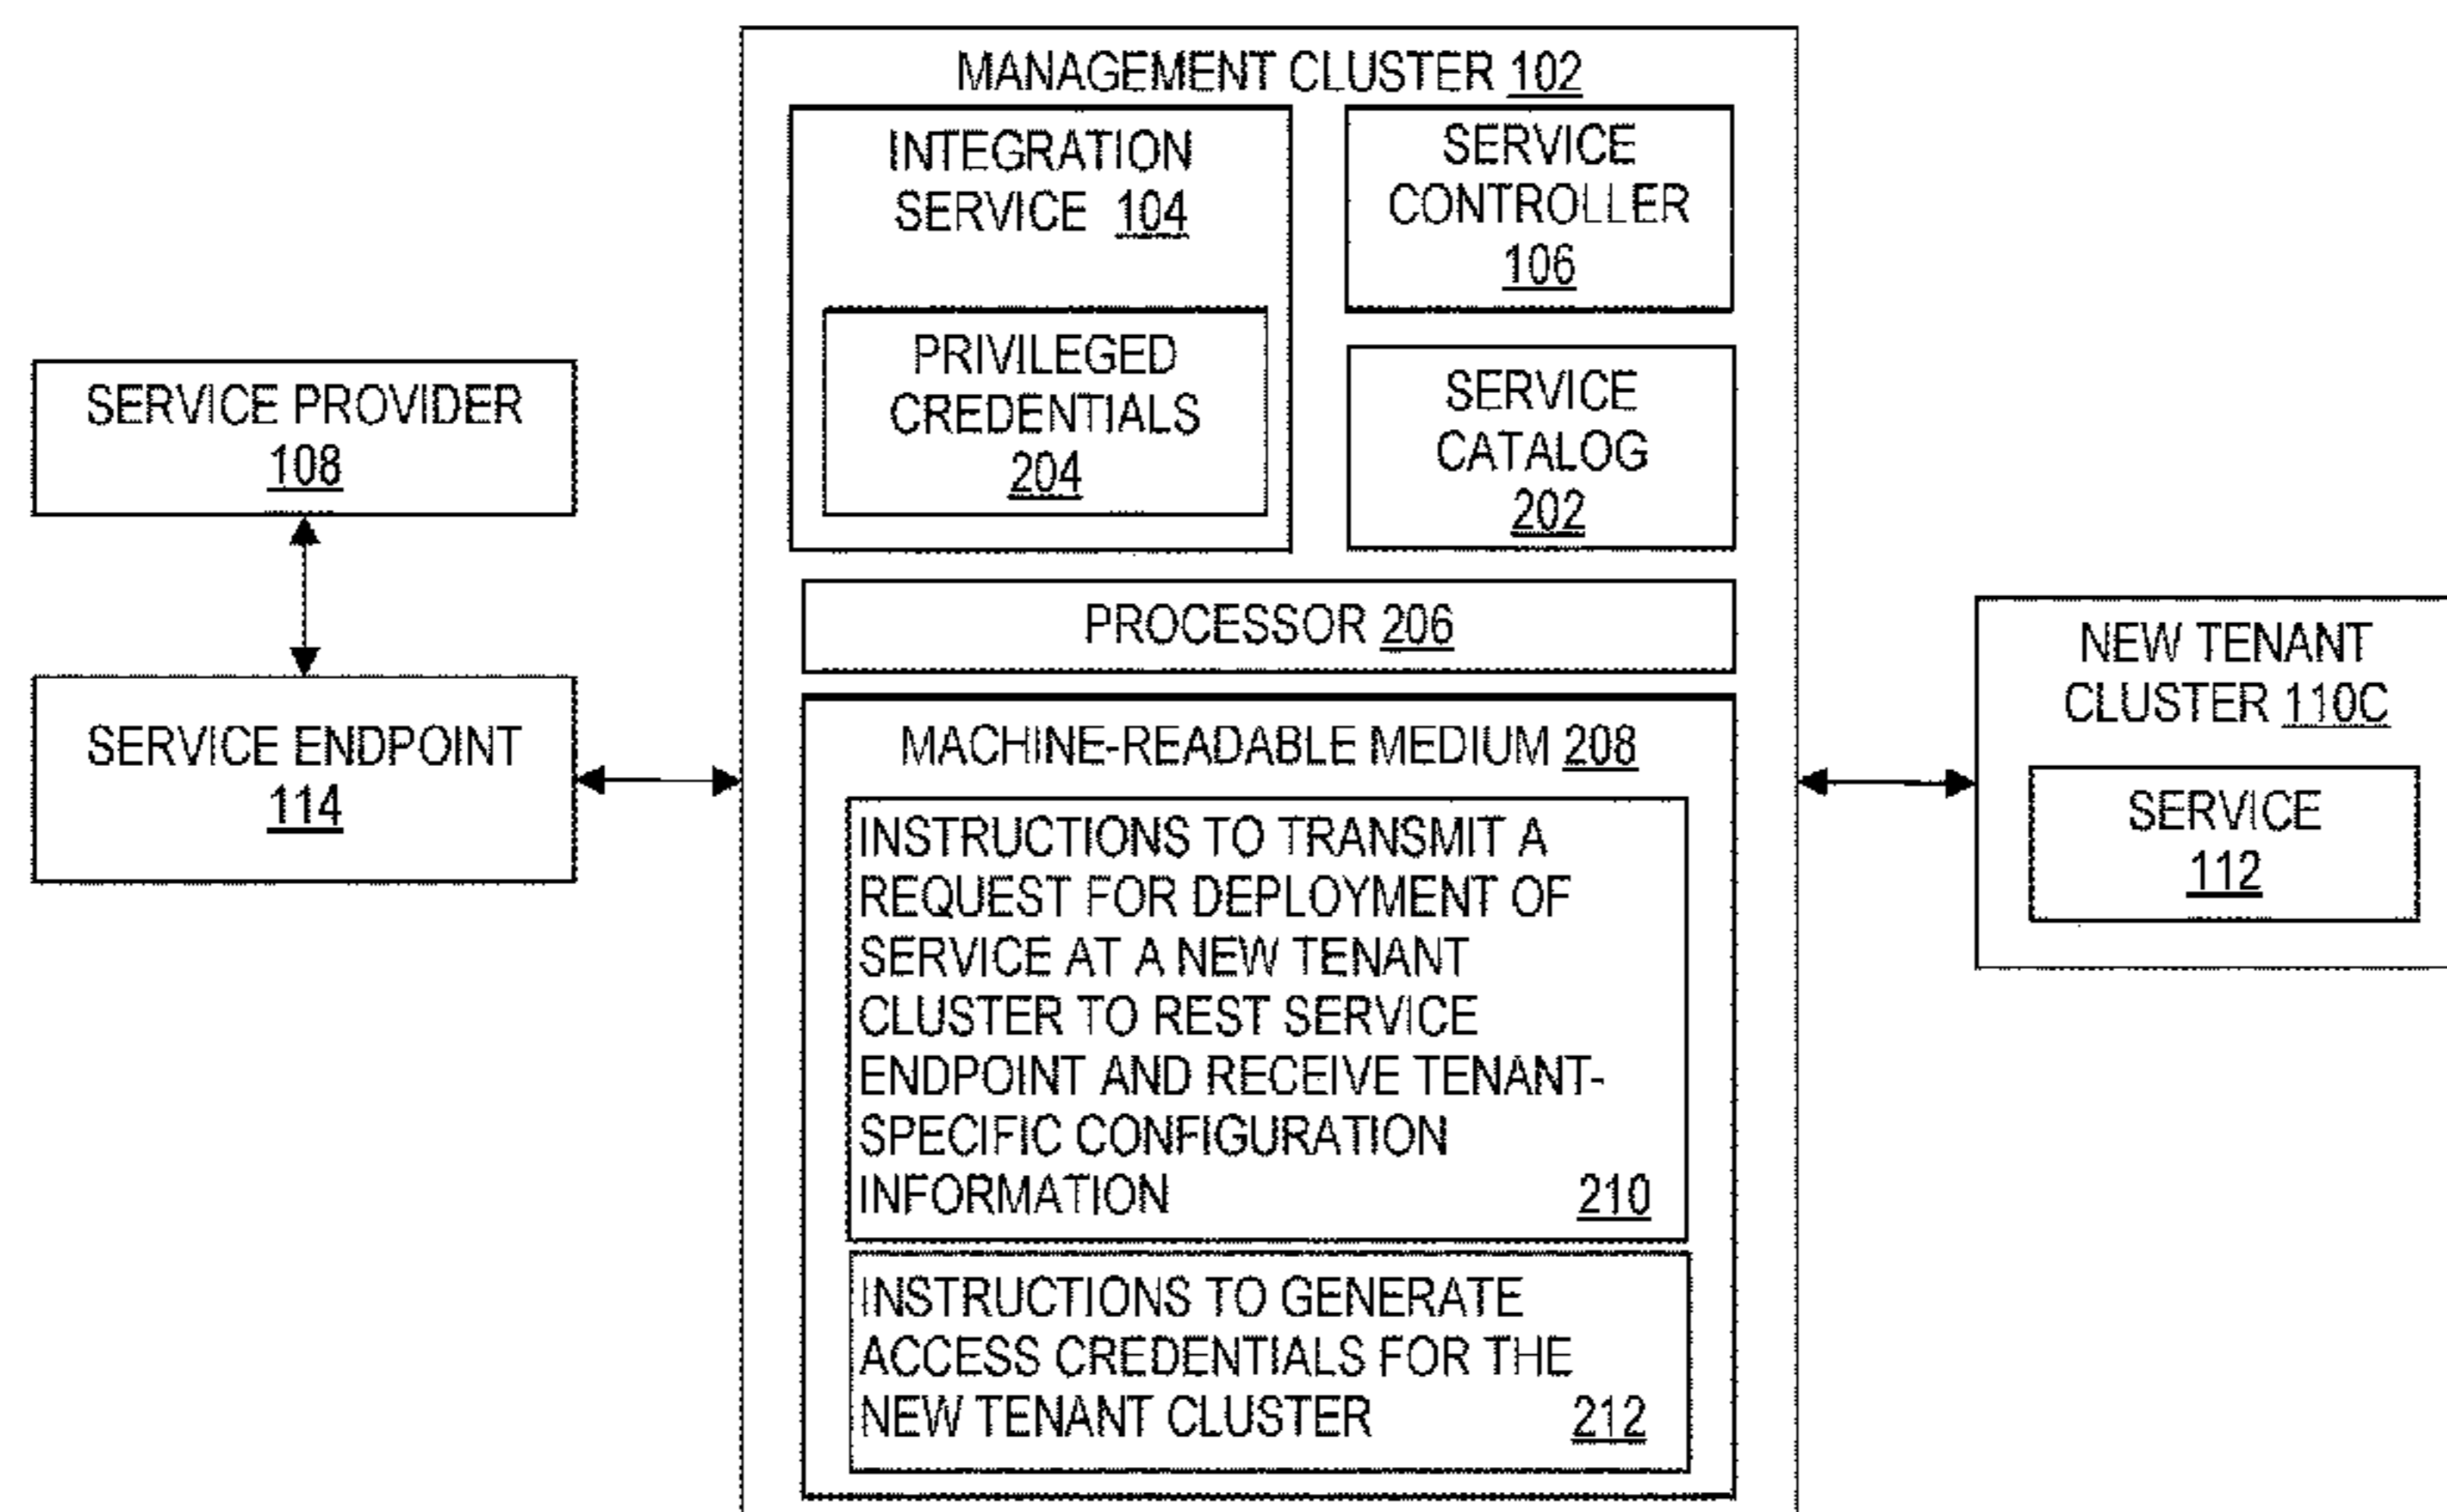 MANAGEMENT CLUSTER 102
INTEGRATION
SERVICE 104
PRIVILEGED
CREDENTIALS
204
SERVICE
CONTROLLER
106
SERVICE
CATALOG
202
SERVICE PROVIDER
108
SERVICE ENDPOINT
114
PROCESSOR 206
MACHINE-READABLE MEDIUM 208
INSTRUCTIONS TO TRANSMIT A
REQUEST FOR DEPLOYMENT OF
SERVICE AT A NEW TENANT
CLUSTER TO REST SERVICE
ENDPOINT AND RECEIVE TENANT-
SPECIFIC CONFIGURATION
INFORMATION 210
INSTRUCTIONS TO GENERATE
ACCESS CREDENTIALS FOR THE
NEW TENANT CLUSTER 212
NEW TENANT
CLUSTER 110C
SERVICE
112